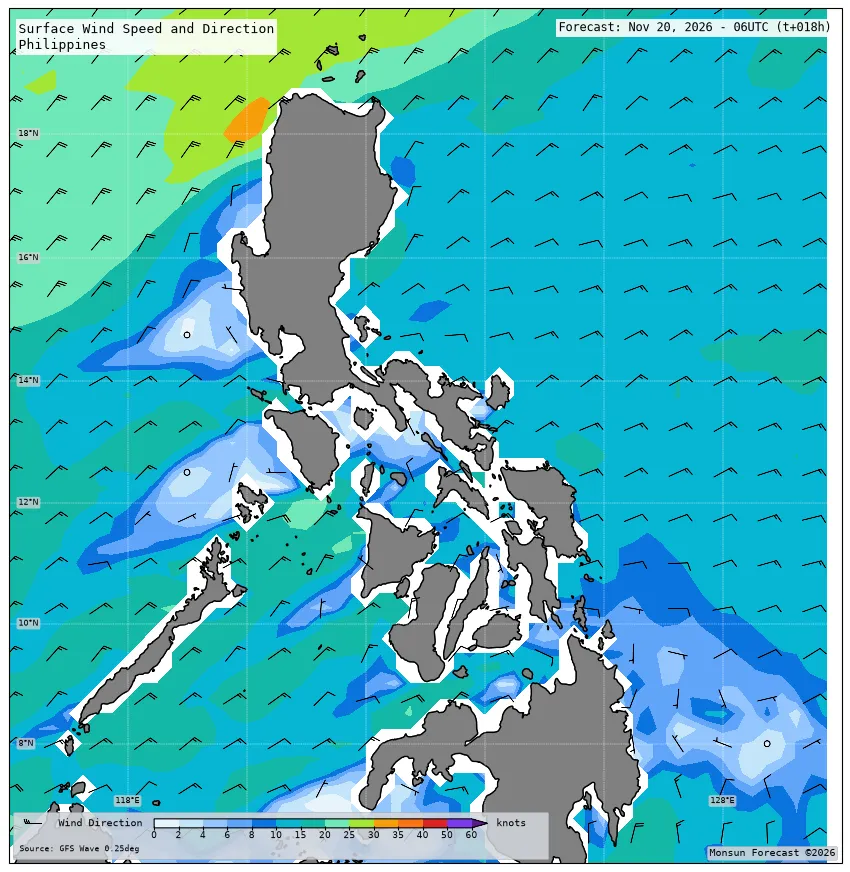 Surface Wind Speed and Direction
Philippines
Forecast: Nov 20, 2026 - 06UTC (t+018h)
18°N
16°N
14°N
12°N
10°N
8°N
118°E
128°E
Wind Direction
0 2 4 6 8 10 15 20 25 30 35 40 50 60
knots
Source: GFS Wave 0.25deg
Monsun Forecast ©2026